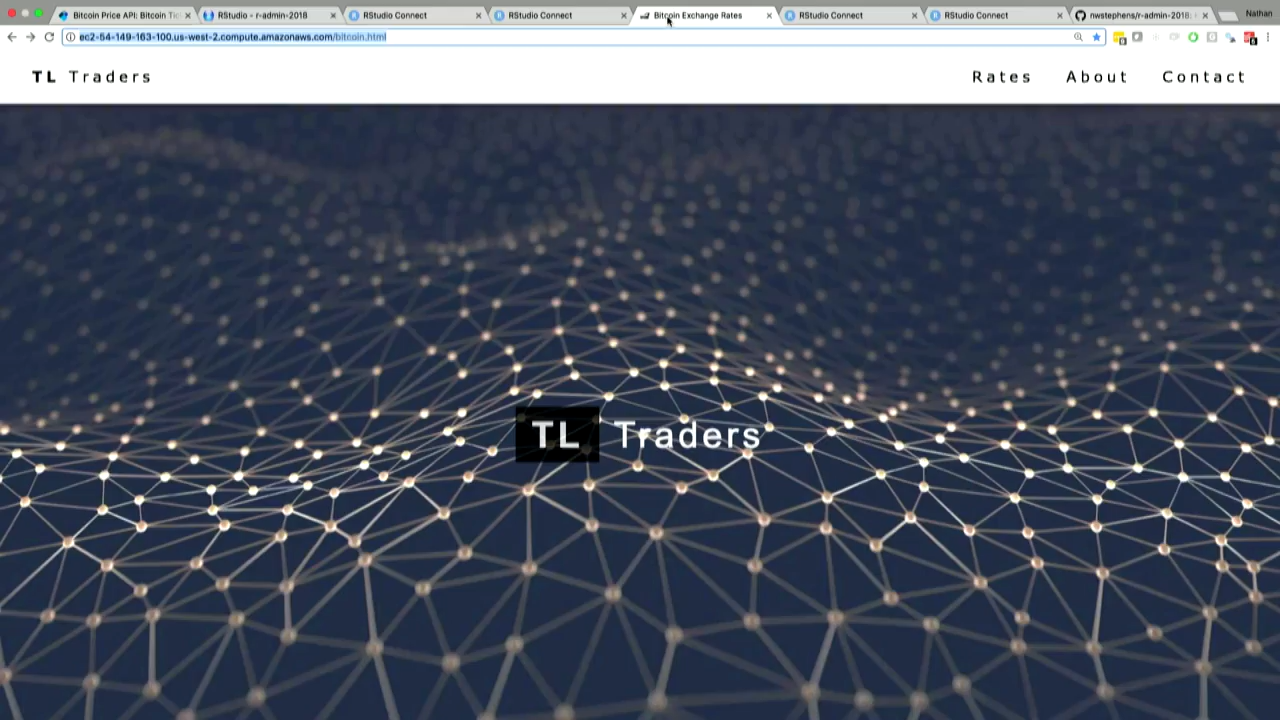 Bitcoin Price API: Bitcoin Tic
RStudio - r-admin-2018
RStudio Connect
RStudio Connect
Bitcoin Exchange Rates
RStudio Connect
RStudio Connect
nwstephens/r-admin-2018:
Nathan
ec2-54-149-163-100.us-west-2.compute.amazonaws.com/bitcoin.html
TL Traders
Rates About Contact
TL Traders